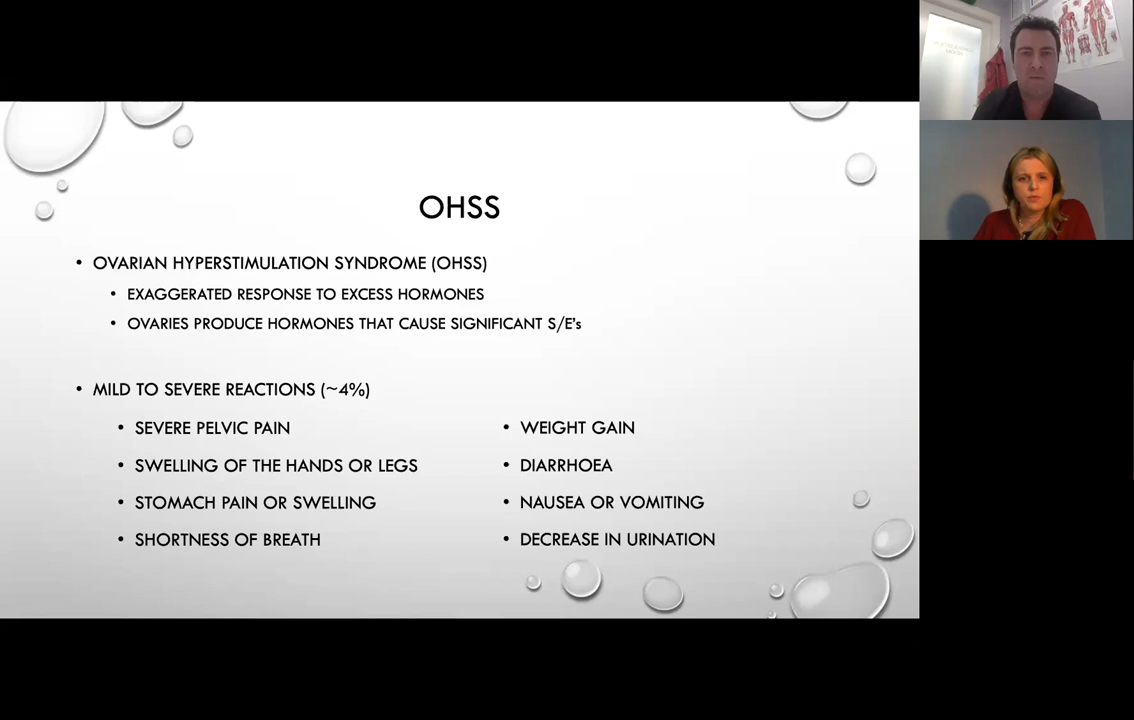 OHSS
• OVARIAN HYPERSTIMULATION SYNDROME (OHSS)
• EXAGGERATED RESPONSE TO EXCESS HORMONES
• OVARIES PRODUCE HORMONES THAT CAUSE SIGNIFICANT S/E's
• MILD TO SEVERE REACTIONS (~4%)
• SEVERE PELVIC PAIN
• SWELLING OF THE HANDS OR LEGS
• STOMACH PAIN OR SWELLING
• SHORTNESS OF BREATH
• WEIGHT GAIN
• DIARRHOEA
• NAUSEA OR VOMITING
• DECREASE IN URINATION